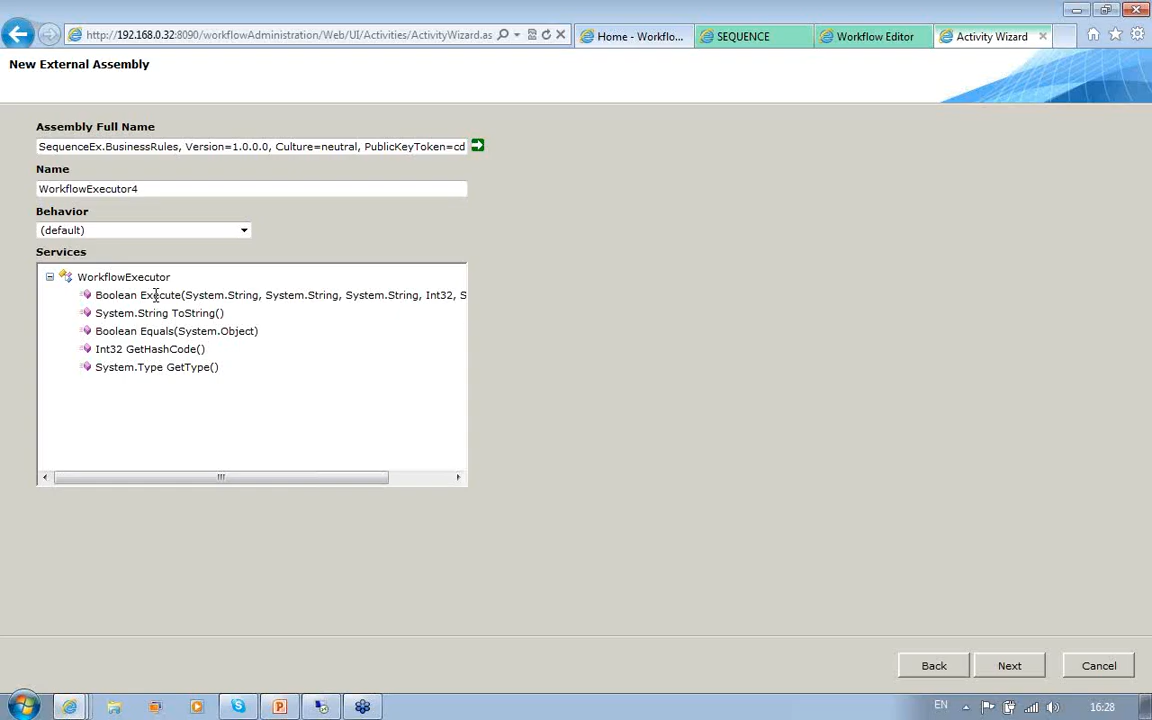 http://192.168.0.32:8090/workflowAdministration/Web/UI/Activities/ActivityWizard.as
Home - Workflo...
SEQUENCE
Workflow Editor
Activity Wizard
New External Assembly
Assembly Full Name
SequenceEx.BusinessRules, Version=1.0.0.0, Culture=neutral, PublicKeyToken=cd
Name
WorkflowExecutor4
Behavior
(default)
Services
WorkflowExecutor
Boolean Execute(System.String, System.String, System.String, Int32, S
System.String ToString()
Boolean Equals(System.Object)
Int32 GetHashCode()
System.Type GetType()
Back
Next
Cancel
EN
16:28